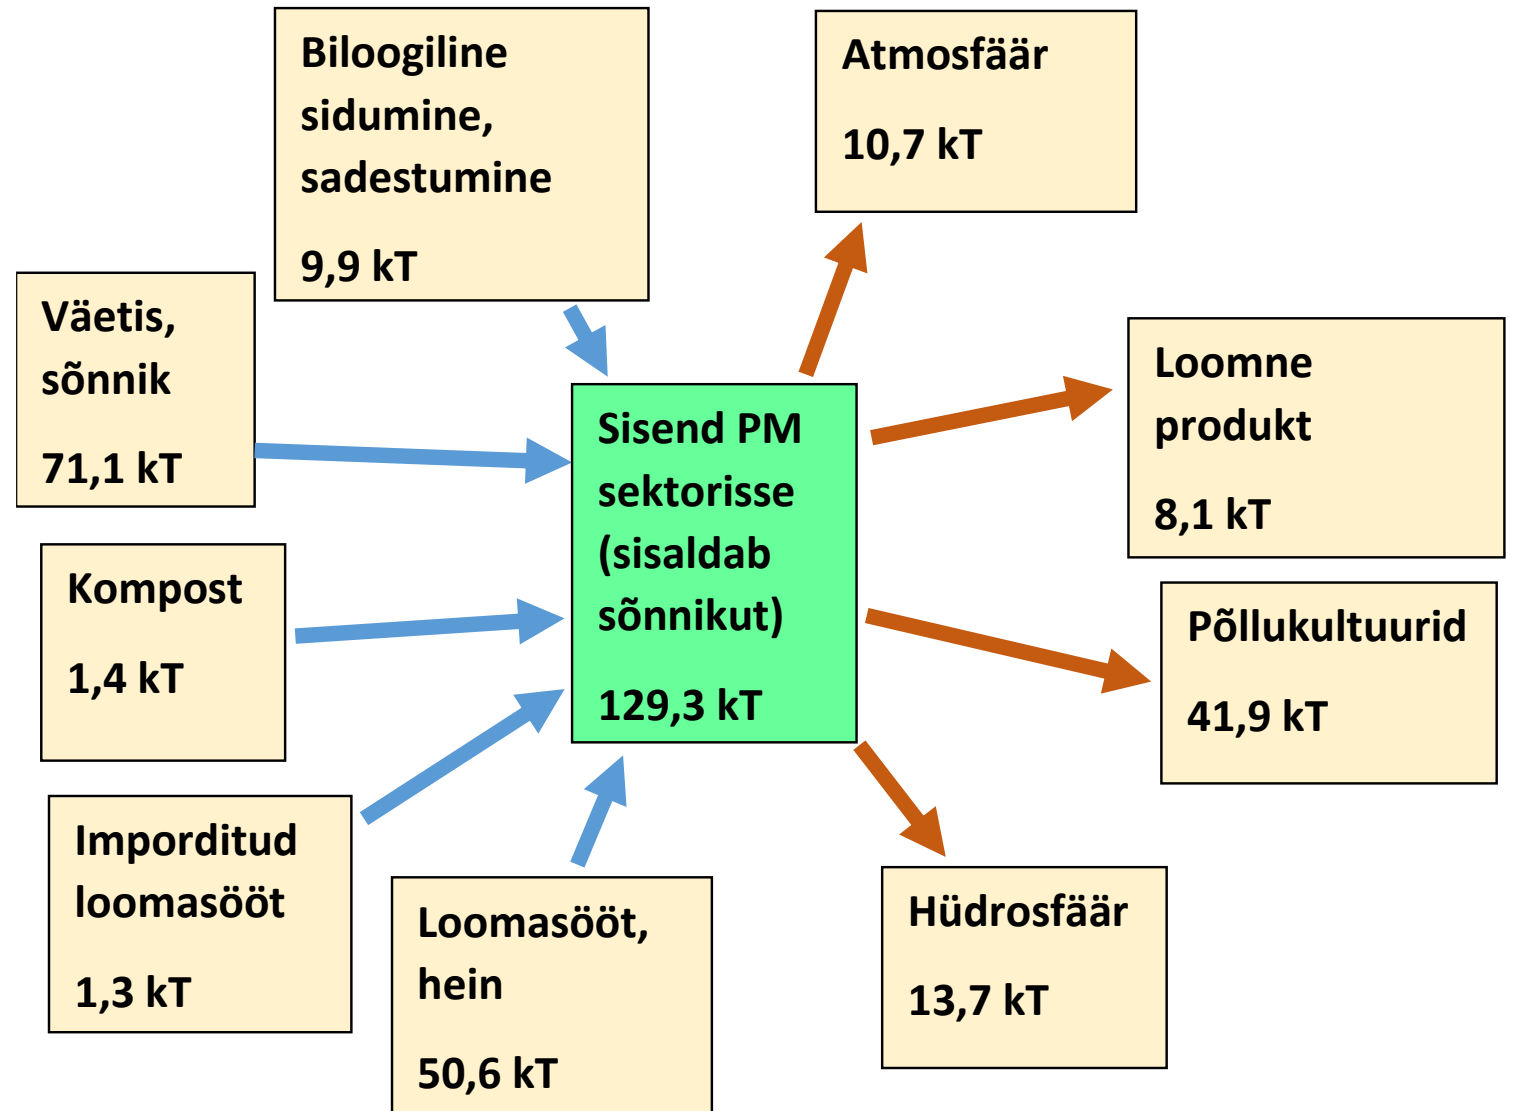 Biloogiline
sidumine,
sadestumine
9,9 kT
Atmosfäär
10,7 kT
Väetis,
sõnnik
71,1 kT
Loomne
produkt
8,1 kT
Sisend PM
sektorisse
(sisaldab
sõnnikut)
129,3 kT
Kompost
1,4 kT
Põllukultuurid
41,9 kT
Imporditud
loomasööt
1,3 kT
Loomasööt,
hein
50,6 kT
Hüdrosfäär
13,7 kT